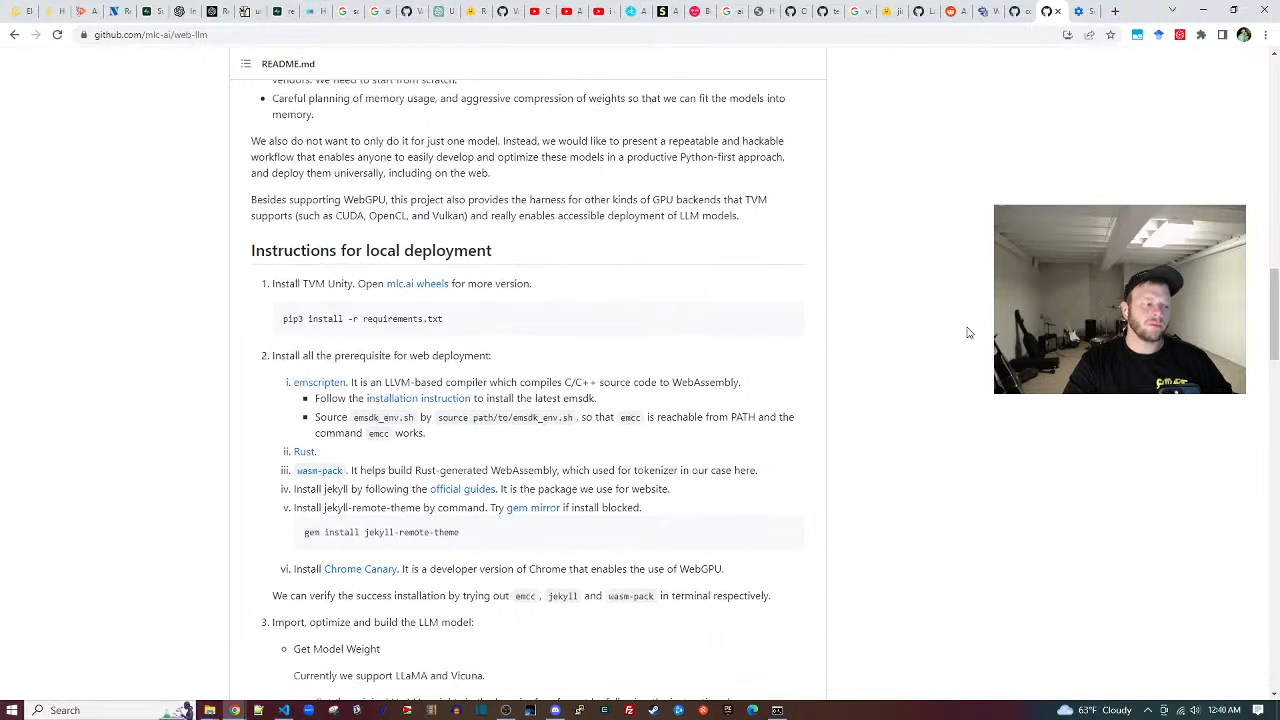 github.com/mlc-ai/web-llm
README.md
vendors. We need to start from scratch.
Careful planning of memory usage, and aggressive compression of weights so that we can fit the models into
memory.
We also do not want to only do it for just one model. Instead, we would like to present a repeatable and hackable
workflow that enables anyone to easily develop and optimize these models in a productive Python-first approach,
and deploy them universally, including on the web.
Besides supporting WebGPU, this project also provides the harness for other kinds of GPU backends that TVM
supports (such as CUDA, OpenCL, and Vulkan) and really enables accessible deployment of LLM models.
Instructions for local deployment
1. Install TVM Unity. Open mlc.ai wheels for more version.
pip3 install -r requirements.txt
2. Install all the prerequisite for web deployment:
i. emscripten. It is an LLVM-based compiler which compiles C/C++ source code to WebAssembly.
Follow the installation instruction to install the latest emsdk.
Source emsdk_env.sh by source path/to/emsdk_env.sh, so that emcc is reachable from PATH and the
command emcc works.
ii. Rust.
iii. wasm-pack. It helps build Rust-generated WebAssembly, which used for tokenizer in our case here.
iv. Install jekyll by following the official guides. It is the package we use for website.
v. Install jekyll-remote-theme by command. Try gem mirror if install blocked.
gem install jekyll-remote-theme
vi. Install Chrome Canary. It is a developer version of Chrome that enables the use of WebGPU.
We can verify the success installation by trying out emcc, jekyll and wasm-pack in terminal respectively.
3. Import, optimize and build the LLM model:
Get Model Weight
Currently we support LLaMA and Vicuna.
Search
69°F Cloudy
12:40 AM